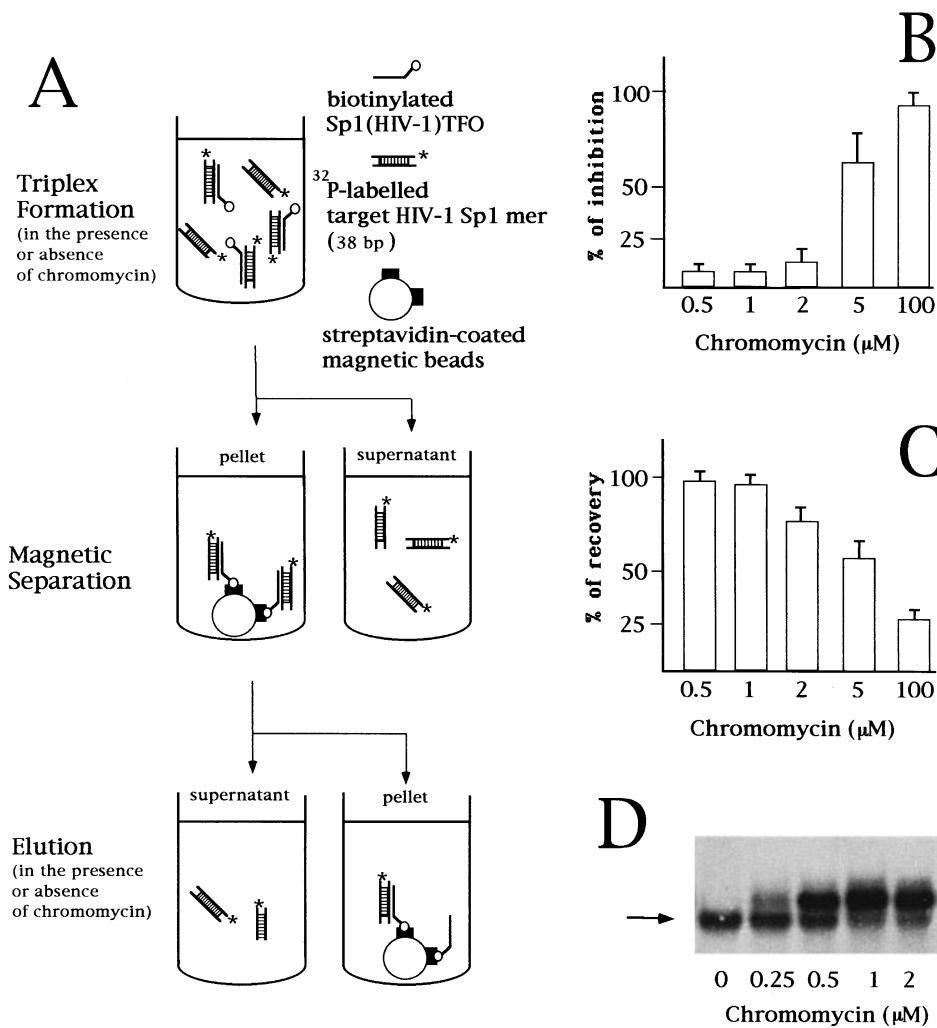 A
biotinylated
Sp1(HIV-1)TFO
32
P-labelled
target HIV-1 Sp1 mer
(38 bp)
streptavidin-coated
magnetic beads
Triplex
Formation
(in the presence
or absence
of chromomycin)
pellet
supernatant
Magnetic
Separation
supernatant
pellet
Elution
(in the presence
or absence
of chromomycin)
B
% of inhibition
100
50
25
0.5 1 2 5 100
Chromomycin (µM)
C
% of recovery
100
50
25
0.5 1 2 5 100
Chromomycin (µM)
D
0 0.25 0.5 1 2
Chromomycin (µM)